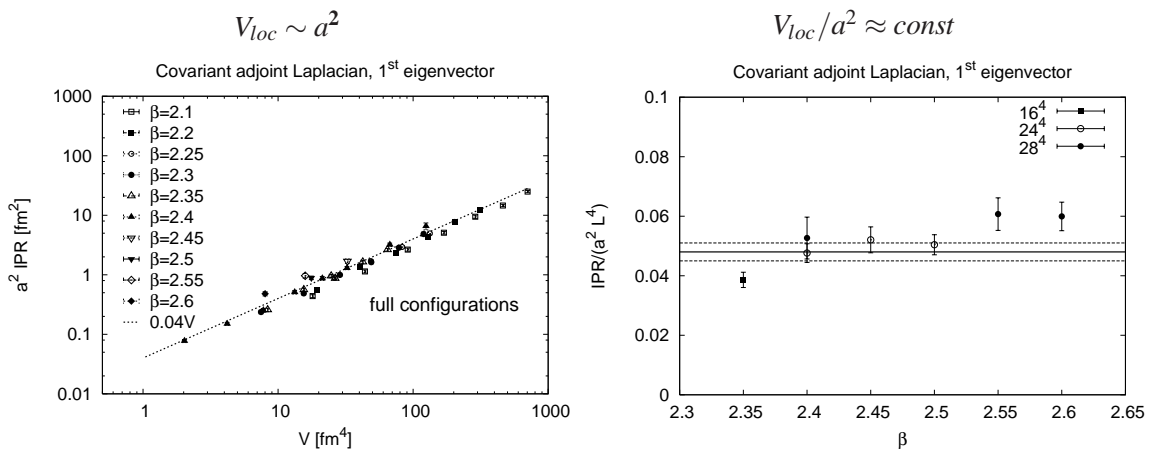 V_loc ∼ a²
Covariant adjoint Laplacian, 1st eigenvector
1000
100
10
1
0.1
0.01
a² IPR [fm²]
β=2.1
β=2.2
β=2.25
β=2.3
β=2.35
β=2.4
β=2.45
β=2.5
β=2.55
β=2.6
0.04V
full configurations
1 10 100 1000
V [fm⁴]
V_loc/a² ≈ const
Covariant adjoint Laplacian, 1st eigenvector
0.1
0.08
0.06
0.04
0.02
0
IPR/(a² L⁴)
16⁴
24⁴
28⁴
2.3 2.35 2.4 2.45 2.5 2.55 2.6 2.65
β